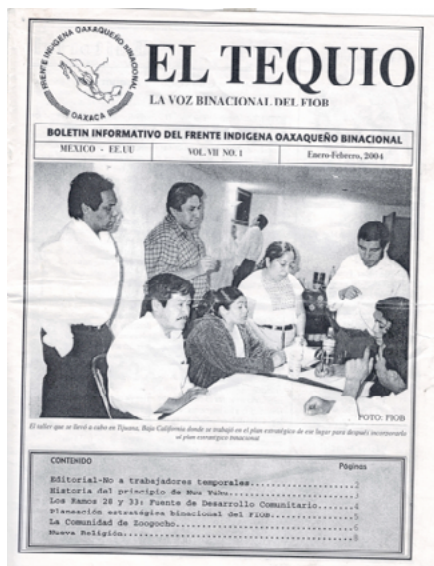 FRENTE INDIGENA OAXAQUEÑO BINACIONAL
OAXACA
EL TEQUIO
LA VOZ BINACIONAL DEL FIOB
BOLETIN INFORMATIVO DEL FRENTE INDIGENA OAXAQUEÑO BINACIONAL
MEXICO - EE.UU
VOL. VII NO. 1
Enero-Febrero, 2004
FOTO: FIOB
El taller que se llevó a cabo en Tijuana, Baja California donde se trabajó en el plan estratégico de ese lugar para después incorporarlo
al plan estratégico binacional
CONTENIDO
Páginas
Editorial-No a trabajadores temporales 2
Historia del principio de Nuu Yuku 3
Los Ramos 28 y 33: Fuente de Desarrollo Comunitario 4
Planeación estratégica binacional del FIOB
La Comunidad de Zoogocho
Nueva Religión